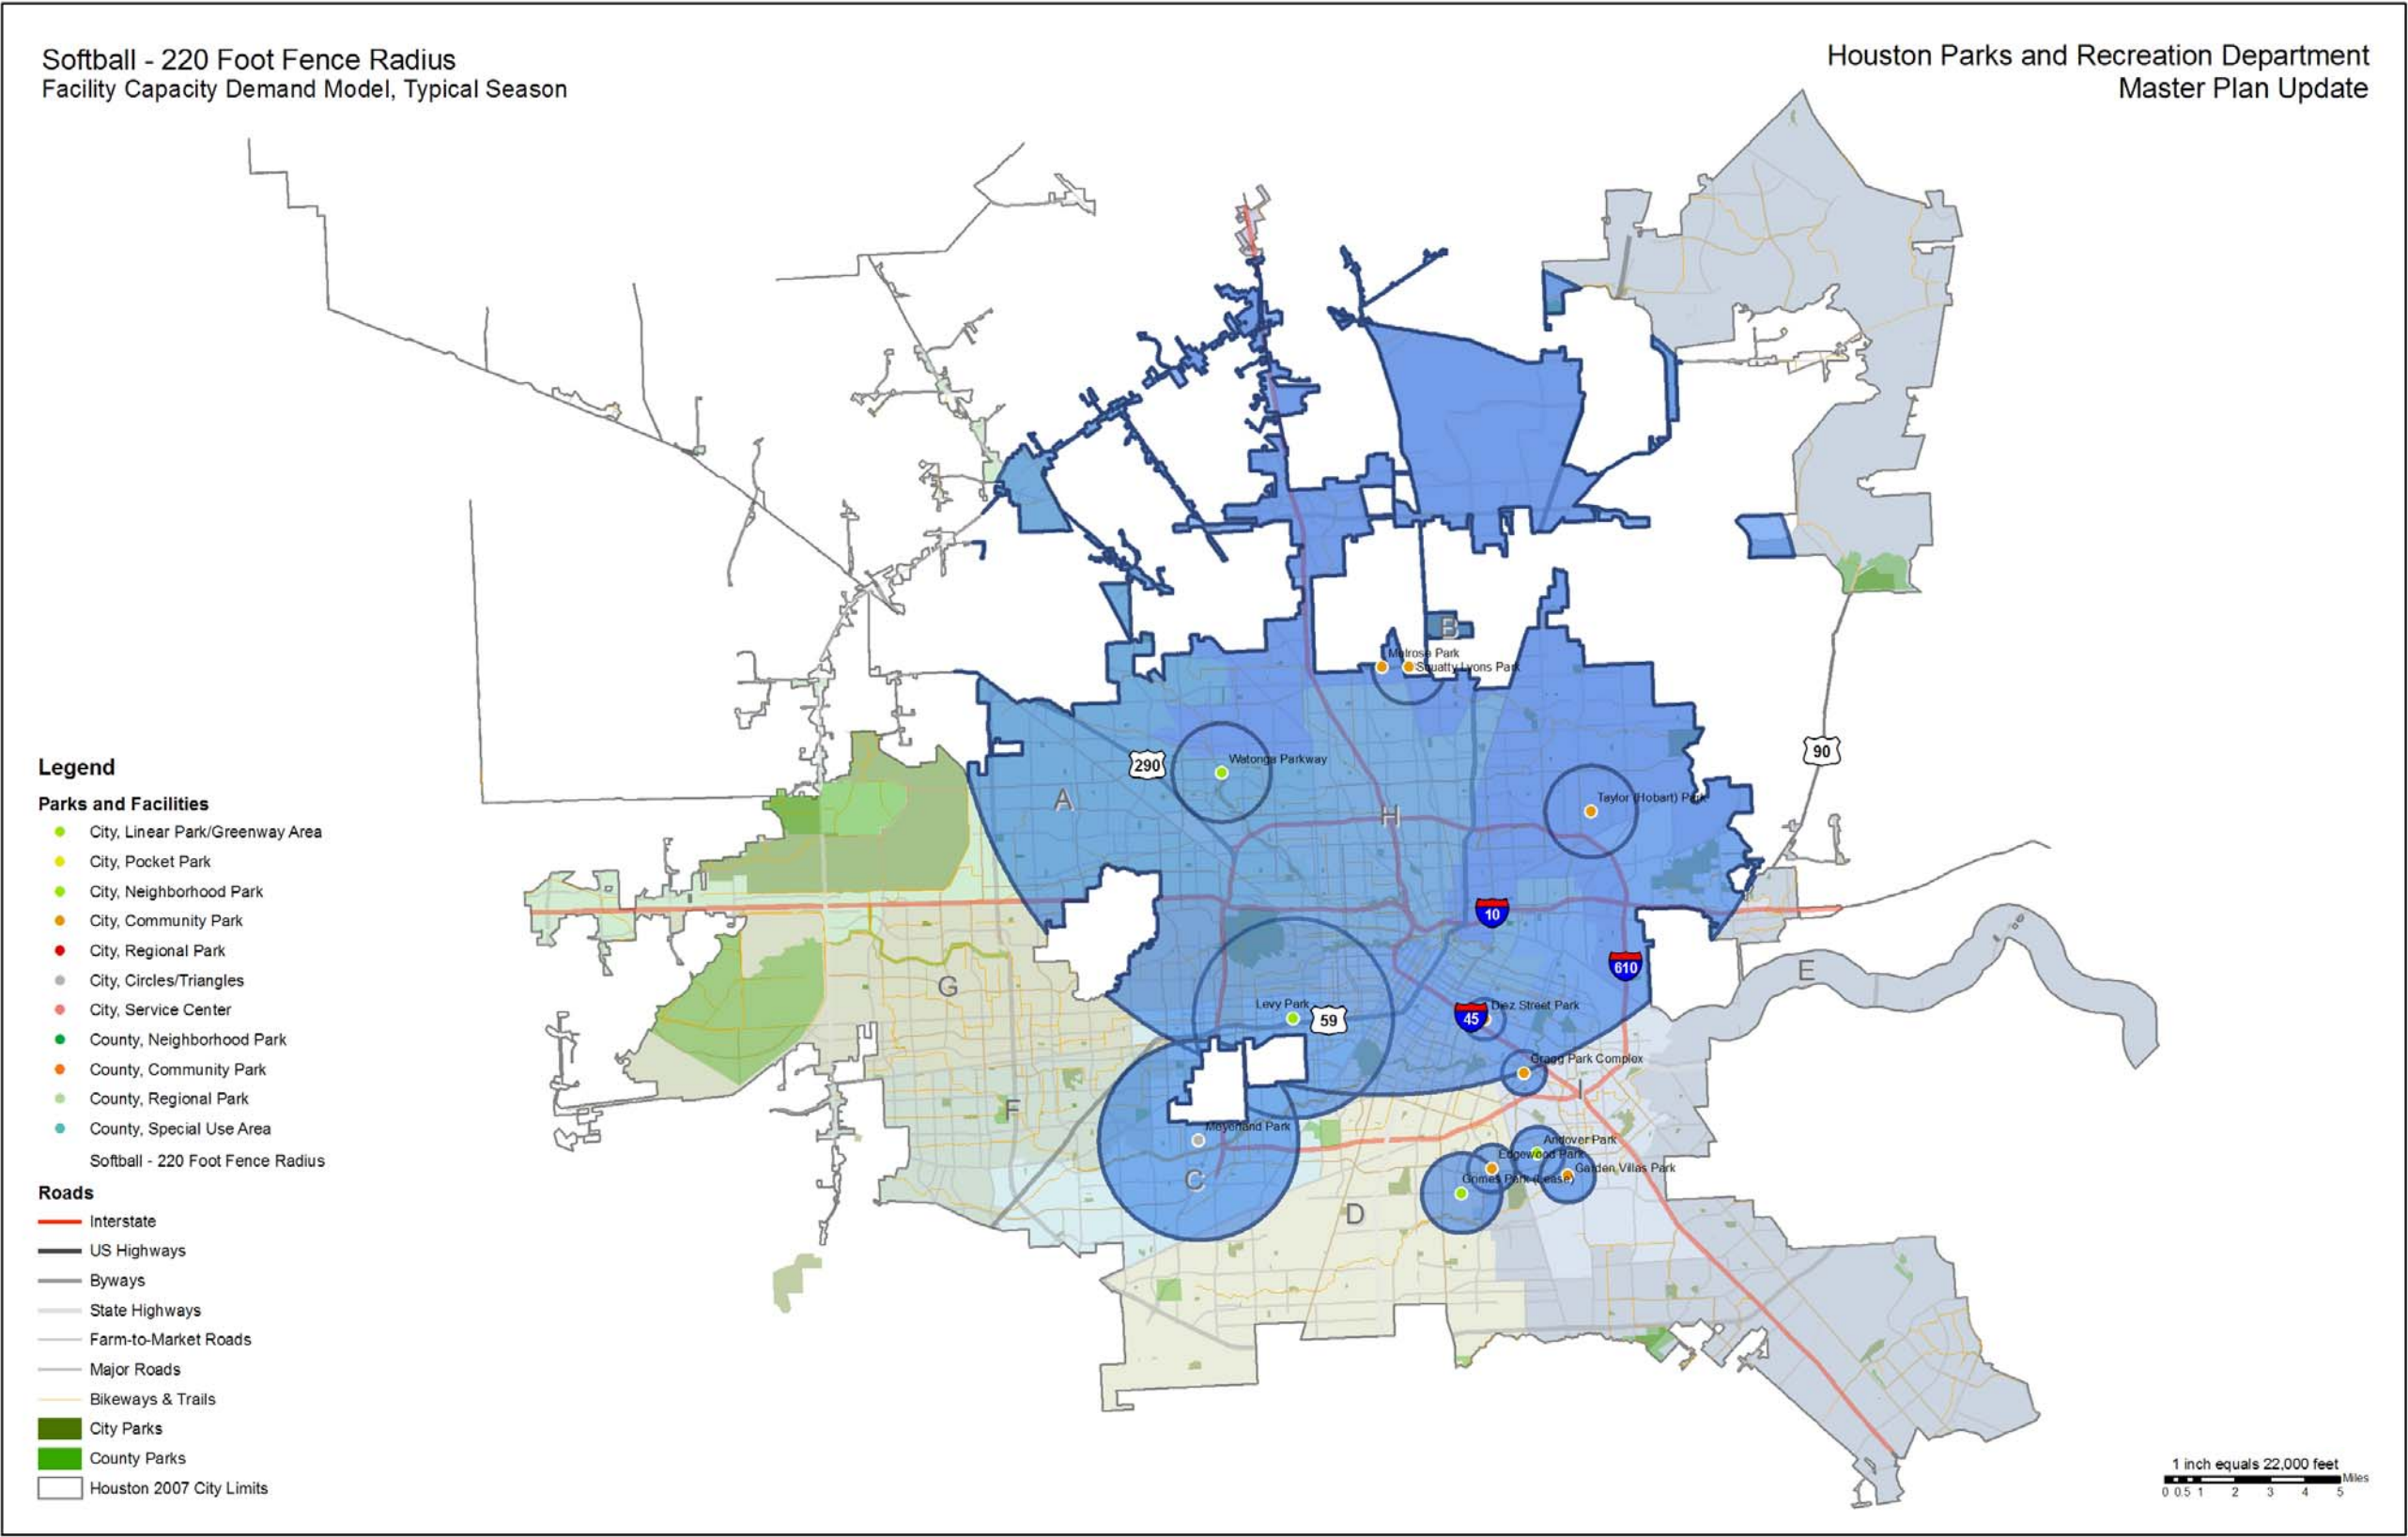 Softball - 220 Foot Fence Radius
Facility Capacity Demand Model, Typical Season
Houston Parks and Recreation Department
Master Plan Update
B
Melrose Park
Squatty Lyons Park
290
Watonga Parkway
90
A
H
Taylor (Hobart) Park
10
610
E
G
Levy Park
59
45
Diez Street Park
Gragg Park Complex
I
F
Meyerland Park
Andover Park
Edgewood Park
Garden Villas Park
Grimes Park (Lease)
C
D
Legend
Parks and Facilities
City, Linear Park/Greenway Area
City, Pocket Park
City, Neighborhood Park
City, Community Park
City, Regional Park
City, Circles/Triangles
City, Service Center
County, Neighborhood Park
County, Community Park
County, Regional Park
County, Special Use Area
Softball - 220 Foot Fence Radius
Roads
Interstate
US Highways
Byways
State Highways
Farm-to-Market Roads
Major Roads
Bikeways & Trails
City Parks
County Parks
Houston 2007 City Limits
1 inch equals 22,000 feet
Miles
0 0.5 1 2 3 4 5